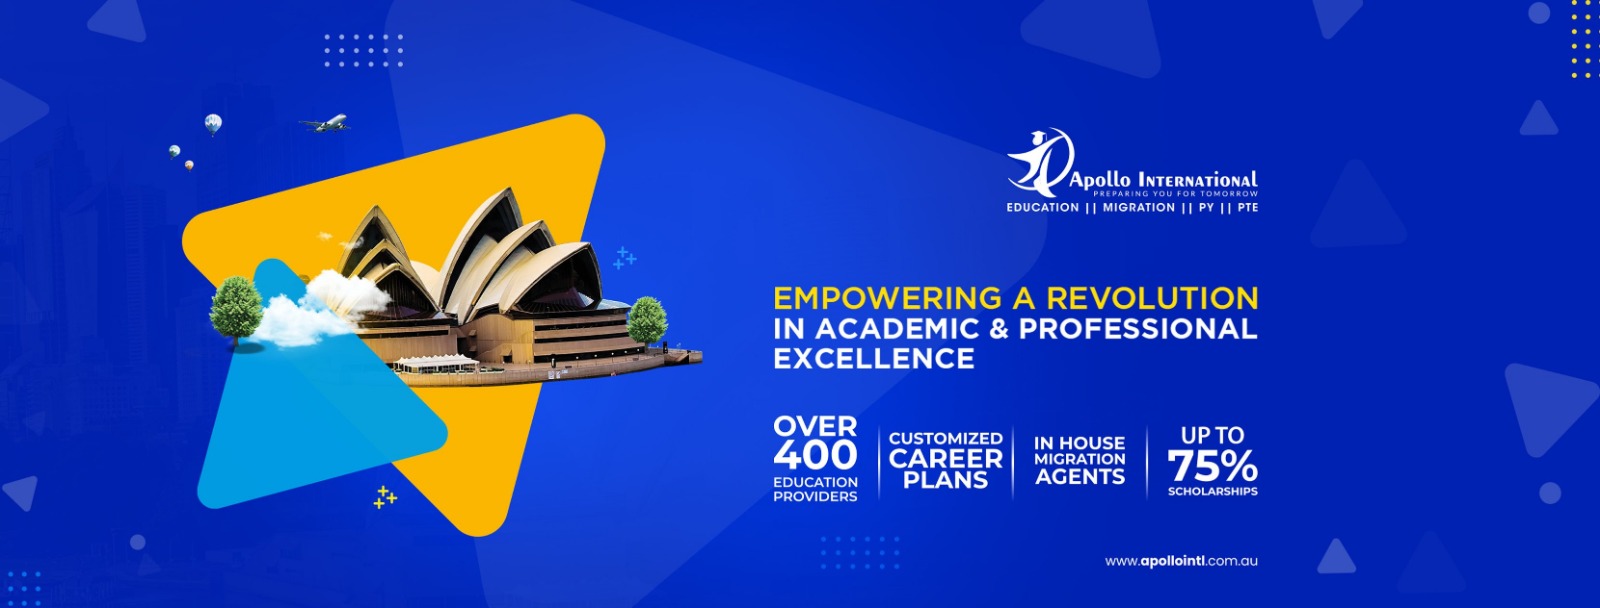 Apollo International
PREPARING YOU FOR TOMORROW
EDUCATION || MIGRATION || PY || PTE
EMPOWERING A REVOLUTION
IN ACADEMIC & PROFESSIONAL
EXCELLENCE
OVER
400
EDUCATION
PROVIDERS
CUSTOMIZED
CAREER
PLANS
IN HOUSE
MIGRATION
AGENTS
UP TO
75%
SCHOLARSHIPS
www.apollointl.com.au